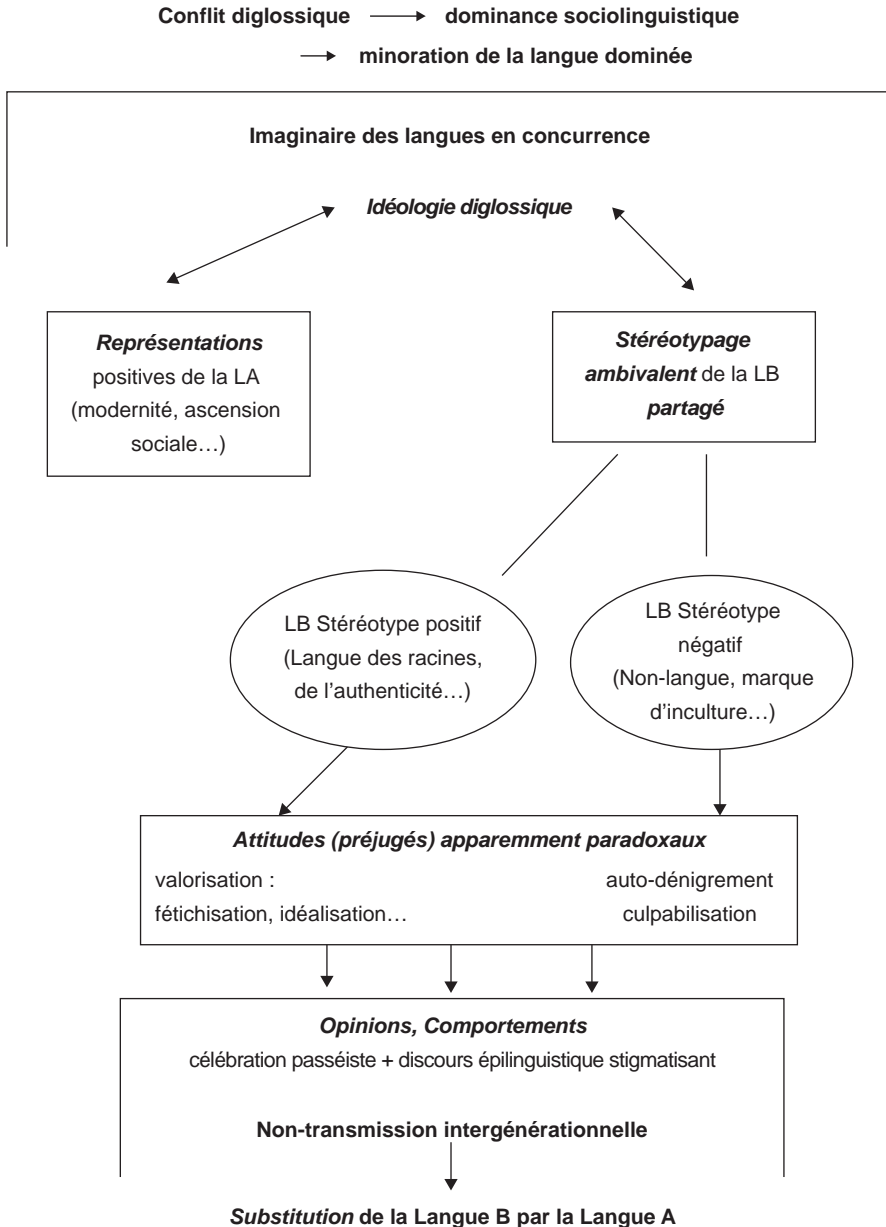 Conflit diglossique ⟶ dominance sociolinguistique
⟶ minoration de la langue dominée
Imaginaire des langues en concurrence
Idéologie diglossique
Représentations
positives de la LA
(modernité, ascension
sociale…)
Stéréotypage
ambivalent de la LB
partagé
LB Stéréotype positif
(Langue des racines,
de l’authenticité…)
LB Stéréotype
négatif
(Non-langue, marque
d’inculture…)
Attitudes (préjugés) apparemment paradoxaux
valorisation :
fétichisation, idéalisation…
auto-dénigrement
culpabilisation
Opinions, Comportements
célébration passéiste + discours épilinguistique stigmatisant
Non-transmission intergénérationnelle
Substitution de la Langue B par la Langue A